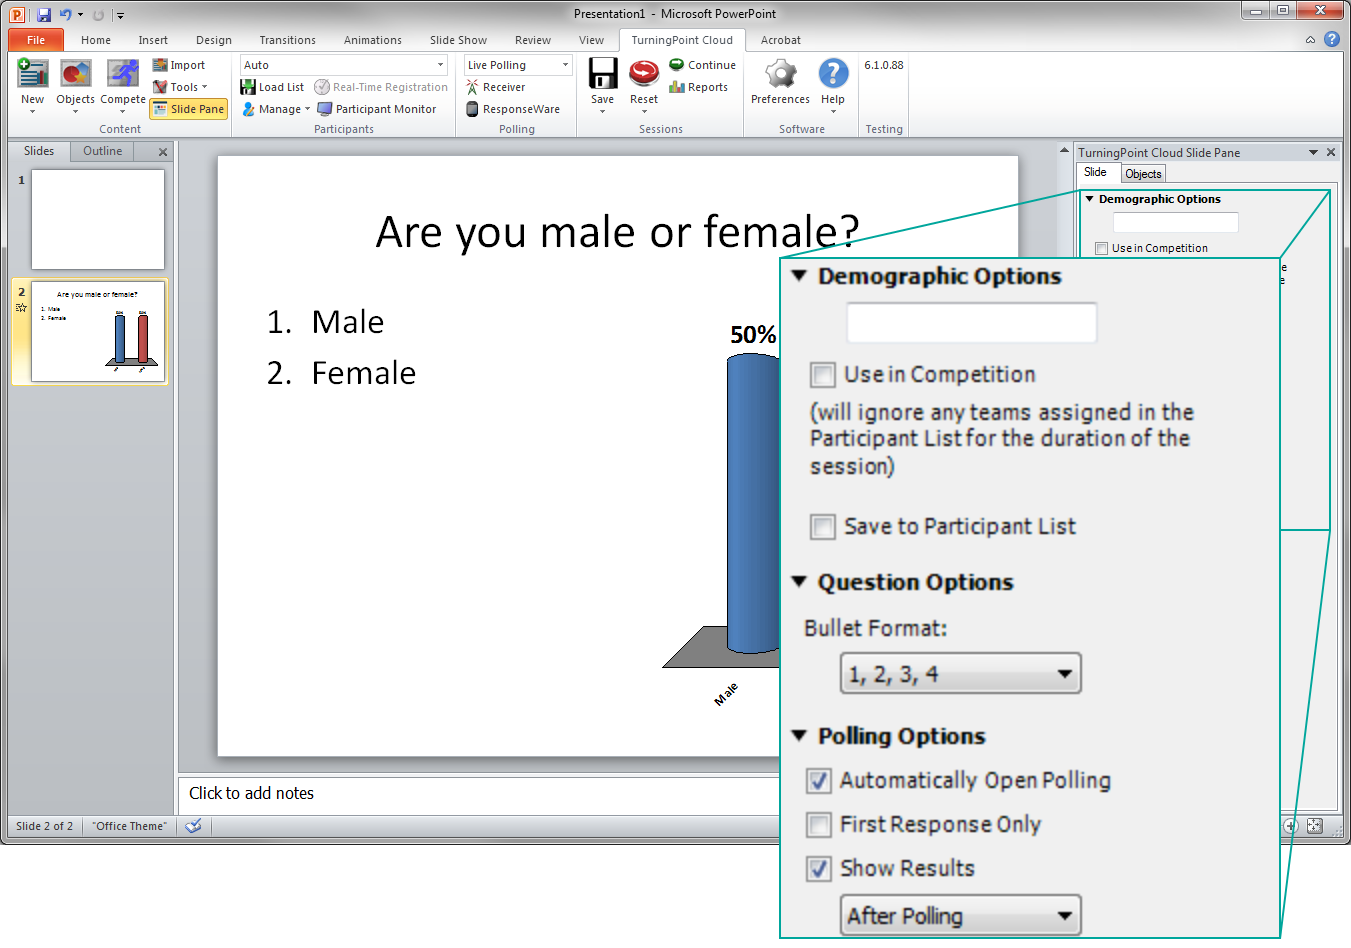 Presentation1 - Microsoft PowerPoint
File Home Insert Design Transitions Animations Slide Show Review View TurningPoint Cloud Acrobat
New
Objects
Compete
Import
Tools
Slide Pane
Content
Auto
Load List Real-Time Registration
Manage Participant Monitor
Participants
Live Polling
Receiver
ResponseWare
Polling
Save
Reset
Continue
Reports
Sessions
Preferences
Help
Software
6.1.0.88
Testing
Slides Outline
1
2
Are you male or female?
1. Male
2. Female
Are you male or female?
1. Male
2. Female
50%
Male
TurningPoint Cloud Slide Pane
Slide Objects
Demographic Options
Use in Competition
e
e
Demographic Options
Use in Competition
(will ignore any teams assigned in the
Participant List for the duration of the
session)
Save to Participant List
Question Options
Bullet Format:
1, 2, 3, 4
Polling Options
Automatically Open Polling
First Response Only
Show Results
After Polling
Click to add notes
Slide 2 of 2 "Office Theme"